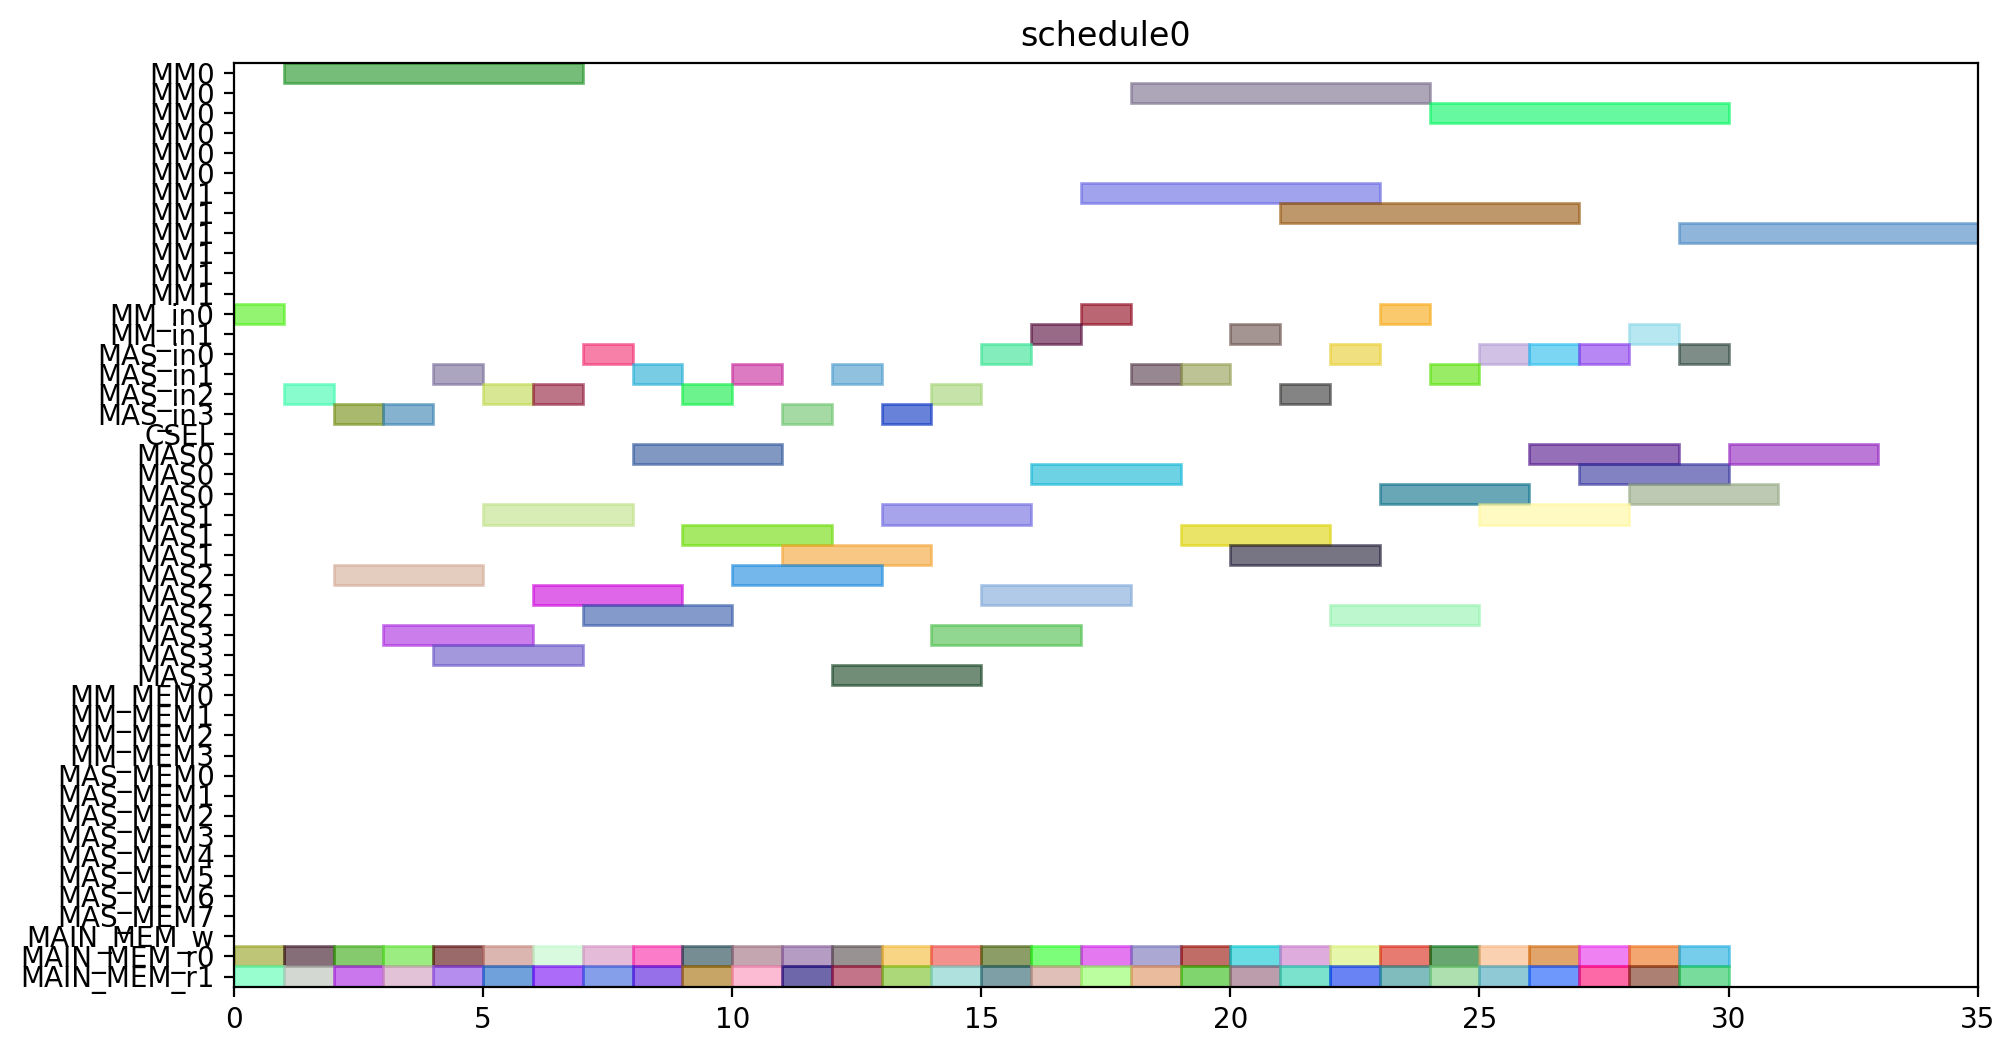 schedule0
MM0
MM0
MM0
MM0
MM0
MM0
MM1
MM1
MM1
MM1
MM1
MM1
MM_in0
MM_in1
MAS_in0
MAS_in1
MAS_in2
MAS_in3
CSEL
MAS0
MAS0
MAS0
MAS1
MAS1
MAS1
MAS2
MAS2
MAS2
MAS3
MAS3
MAS3
MM_MEM0
MM_MEM1
MM_MEM2
MM_MEM3
MAS_MEM0
MAS_MEM1
MAS_MEM2
MAS_MEM3
MAS_MEM4
MAS_MEM5
MAS_MEM6
MAS_MEM7
MAIN_MEM_w
MAIN_MEM_r0
MAIN_MEM_r1
0 5 10 15 20 25 30 35